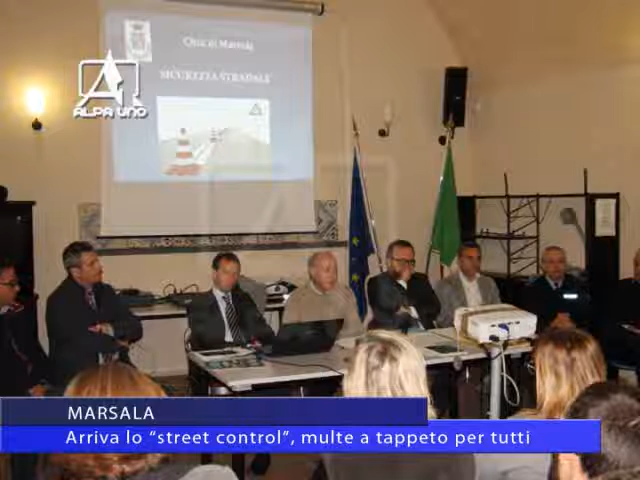 Città di Marsala
SICUREZZA STRADALE
ALPA UNO
MARSALA
Arriva lo “street control”, multe a tappeto per tutti